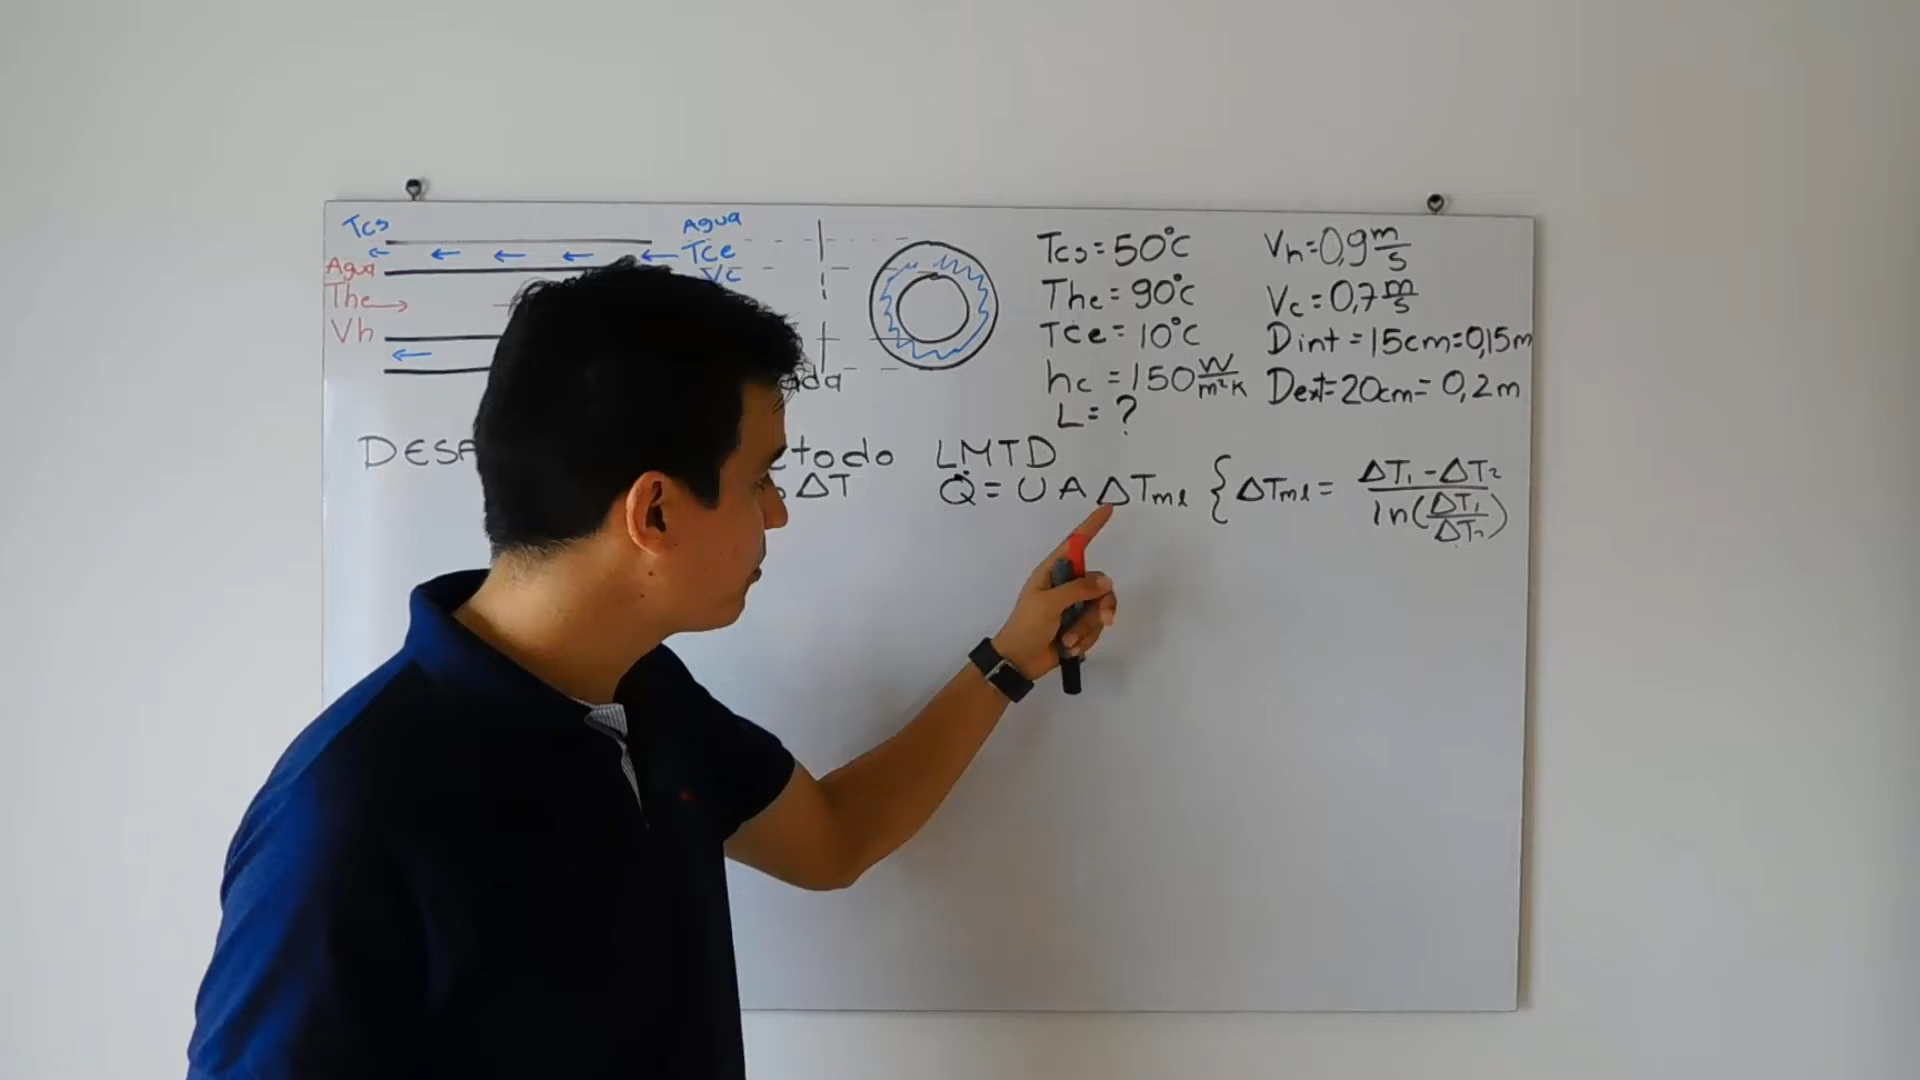 Tcs
Agua
Tce
Vc
Agua
The
Vh
Tcs = 50°C
The = 90°C
Tce = 10°C
hc = 150 W/m²K
L = ?
Vh = 0,9 m/s
Vc = 0,7 m/s
Dint = 15cm = 0,15m
Dext = 20cm = 0,2m
LMTD
ΔT
Q̇ = U A ΔTml { ΔTml = (ΔT₁ - ΔT₂) / ln(ΔT₁/ΔT₂)